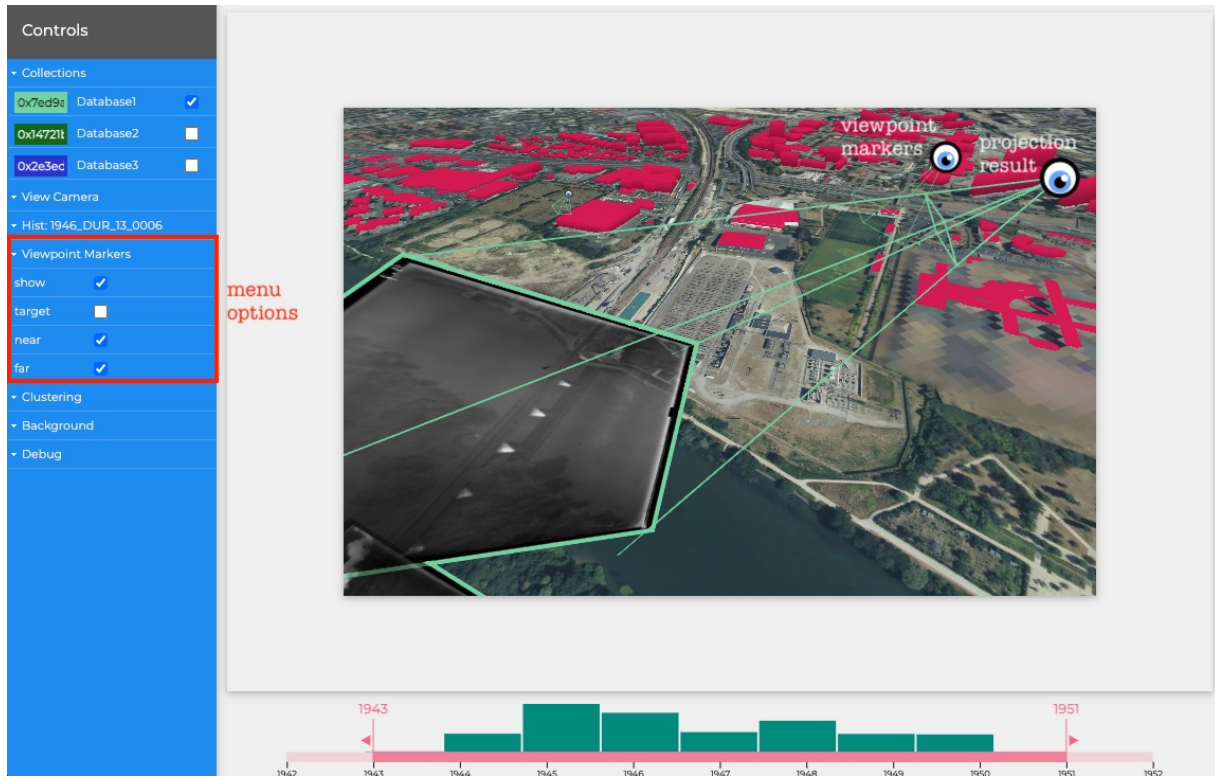 Controls
Collections
0x7ed9a Database1
0x14721b Database2
0x2e3ec Database3
View Camera
Hist: 1946_DUR_13_0006
Viewpoint Markers
show
target
near
far
Clustering
Background
Debug
menu
options
viewpoint
markers
projection
result
1943 1951
1942 1943 1944 1945 1946 1947 1948 1949 1950 1951 1952